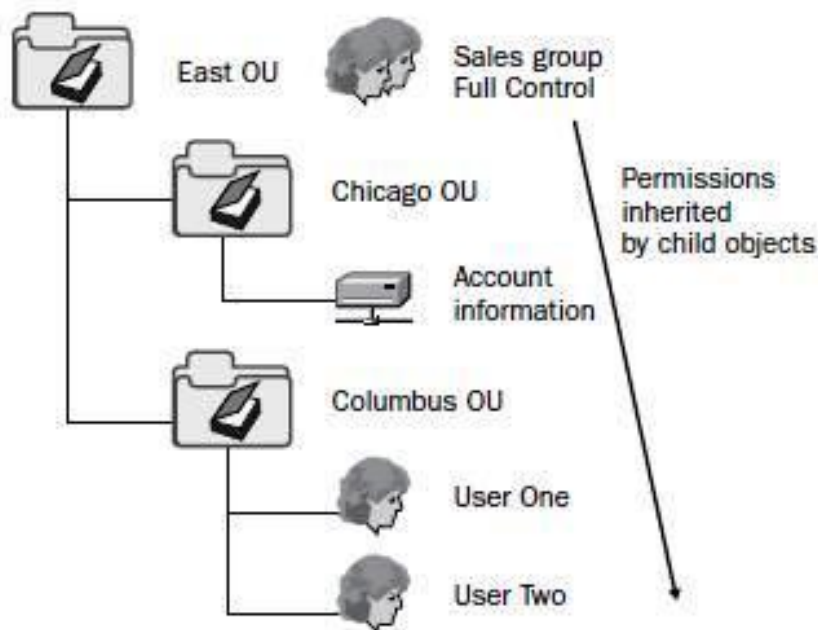 East OU
Sales group
Full Control
Chicago OU
Permissions
inherited
by child objects
Account
information
Columbus OU
User One
User Two